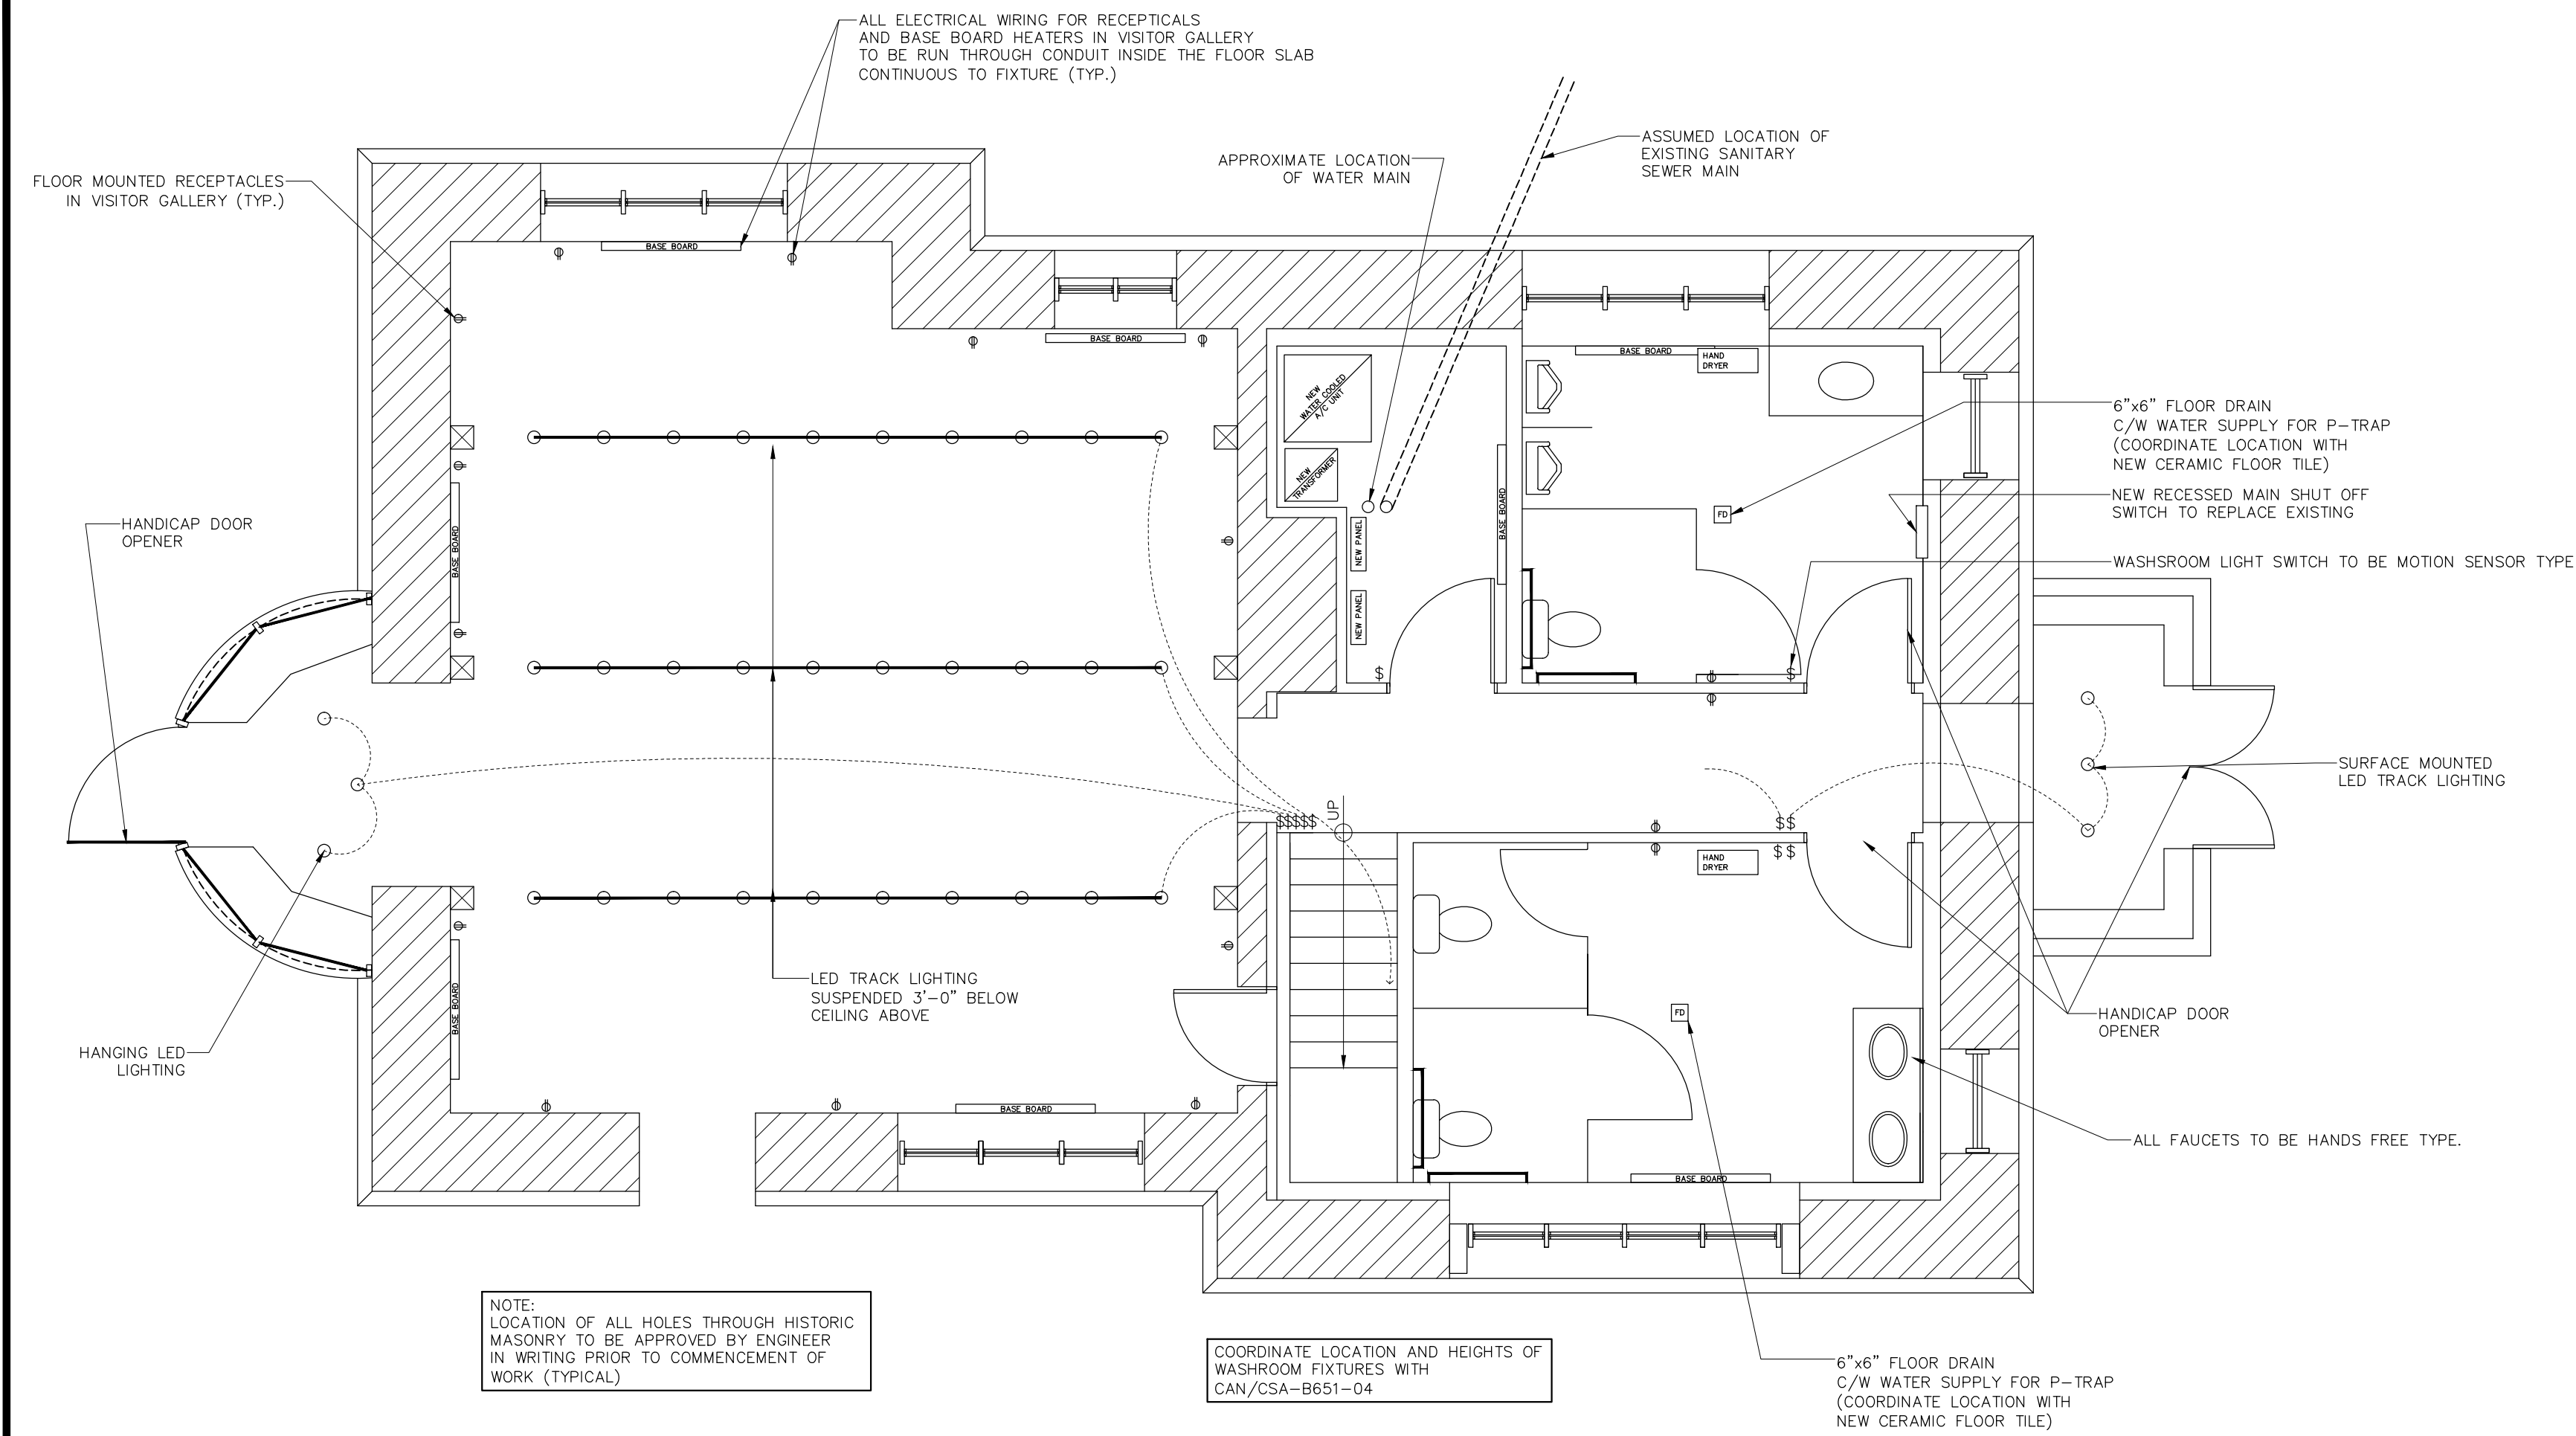 ALL ELECTRICAL WIRING FOR RECEPTICALS
AND BASE BOARD HEATERS IN VISITOR GALLERY
TO BE RUN THROUGH CONDUIT INSIDE THE FLOOR SLAB
CONTINUOUS TO FIXTURE (TYP.)
ASSUMED LOCATION OF
EXISTING SANITARY
SEWER MAIN
APPROXIMATE LOCATION
OF WATER MAIN
FLOOR MOUNTED RECEPTACLES
IN VISITOR GALLERY (TYP.)
BASE BOARD
BASE BOARD
BASE BOARD
HAND
DRYER
NEW
WATER COOLED
A/C UNIT
NEW
TRANSFORMER
6"x6" FLOOR DRAIN
C/W WATER SUPPLY FOR P-TRAP
(COORDINATE LOCATION WITH
NEW CERAMIC FLOOR TILE)
NEW RECESSED MAIN SHUT OFF
SWITCH TO REPLACE EXISTING
HANDICAP DOOR
OPENER
BASE BOARD
BASE BOARD
NEW PANEL
NEW PANEL
FD
WASHSROOM LIGHT SWITCH TO BE MOTION SENSOR TYPE
$
$
SURFACE MOUNTED
LED TRACK LIGHTING
UP
$$$$$
$$
$$
HAND
DRYER
LED TRACK LIGHTING
SUSPENDED 3'-0" BELOW
CEILING ABOVE
BASE BOARD
FD
HANDICAP DOOR
OPENER
HANGING LED
LIGHTING
BASE BOARD
ALL FAUCETS TO BE HANDS FREE TYPE.
BASE BOARD
NOTE:
LOCATION OF ALL HOLES THROUGH HISTORIC
MASONRY TO BE APPROVED BY ENGINEER
IN WRITING PRIOR TO COMMENCEMENT OF
WORK (TYPICAL)
COORDINATE LOCATION AND HEIGHTS OF
WASHROOM FIXTURES WITH
CAN/CSA-B651-04
6"x6" FLOOR DRAIN
C/W WATER SUPPLY FOR P-TRAP
(COORDINATE LOCATION WITH
NEW CERAMIC FLOOR TILE)